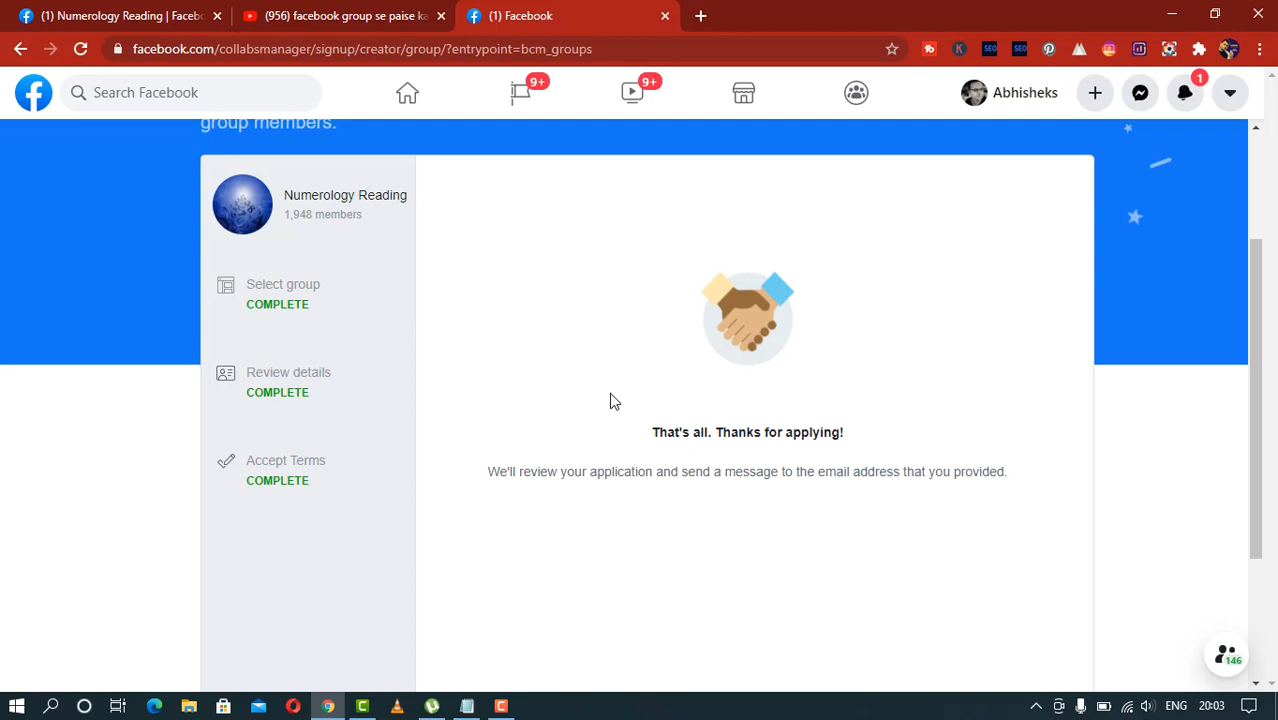 (1) Numerology Reading | Facebo
(956) facebook group se paise ka
(1) Facebook
facebook.com/collabsmanager/signup/creator/group/?entrypoint=bcm_groups
SEO
SEO
Search Facebook
9+
9+
Abhisheks
1
group members.
Numerology Reading
1,948 members
Select group
COMPLETE
Review details
COMPLETE
Accept Terms
COMPLETE
That's all. Thanks for applying!
We'll review your application and send a message to the email address that you provided.
146
ENG
20:03